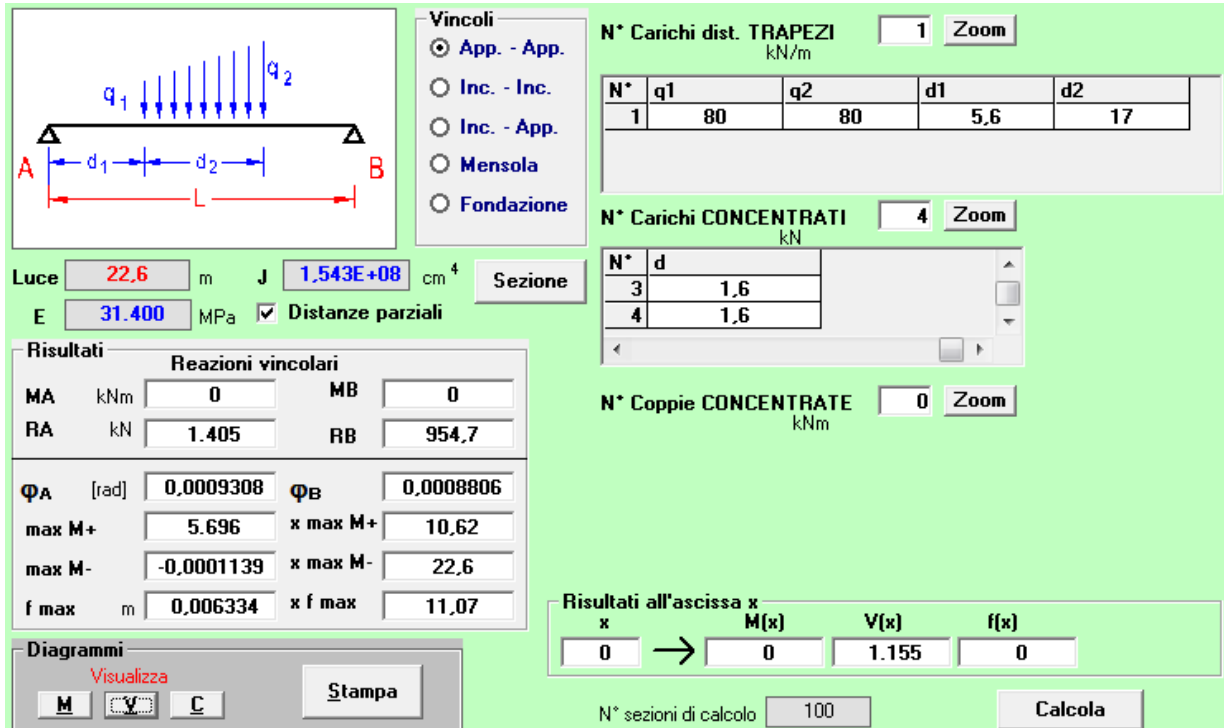 q1
q2
A
d1
d2
B
L
Vincoli
App. - App.
Inc. - Inc.
Inc. - App.
Mensola
Fondazione
N° Carichi dist. TRAPEZI 1 Zoom
kN/m
N° q1 q2 d1 d2
1 80 80 5,6 17
N° Carichi CONCENTRATI 4 Zoom
kN
N° d
3 1,6
4 1,6
N° Coppie CONCENTRATE 0 Zoom
kNm
Luce 22,6 m J 1,543E+08 cm 4 Sezione
E 31.400 MPa Distanze parziali
Risultati
Reazioni vincolari
MA kNm 0 MB 0
RA kN 1.405 RB 954,7
φA [rad] 0,0009308 φB 0,0008806
max M+ 5.696 x max M+ 10,62
max M- -0,0001139 x max M- 22,6
f max m 0,006334 x f max 11,07
Risultati all'ascissa x
x M(x) V(x) f(x)
0 0 1.155 0
Diagrammi
Visualizza
M V C Stampa
N° sezioni di calcolo 100 Calcola